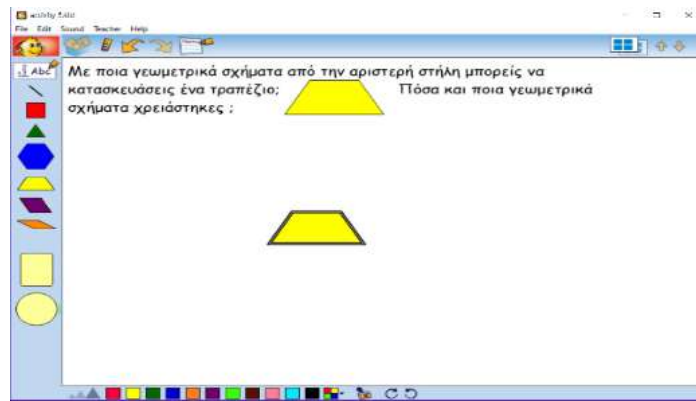 activity 5.xlsx
File Edit Sound Teacher Help
Abc
Με ποια γεωμετρικά σχήματα από την αριστερή στήλη μπορείς να
κατασκευάσεις ένα τραπέζιο; Πόσα και ποια γεωμετρικά
σχήματα χρειάστηκες ;